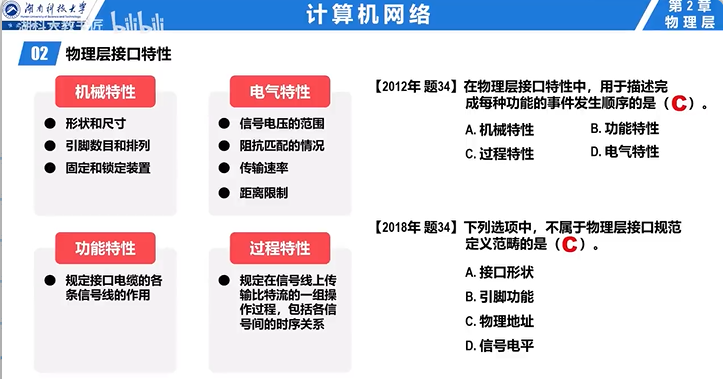 湖南科技大学
湖科大教书匠 bilibili
计算机网络
第2章
物理层
02 物理层接口特性
机械特性
● 形状和尺寸
● 引脚数目和排列
● 固定和锁定装置
电气特性
● 信号电压的范围
● 阻抗匹配的情况
● 传输速率
● 距离限制
功能特性
● 规定接口电缆的各
条信号线的作用
过程特性
● 规定在信号线上传
输比特流的一组操
作过程，包括各信
号间的时序关系
【2012年 题34】在物理层接口特性中，用于描述完
成每种功能的事件发生顺序的是（C）。
A. 机械特性 B. 功能特性
C. 过程特性 D. 电气特性
【2018年 题34】下列选项中，不属于物理层接口规范
定义范畴的是（C）。
A. 接口形状
B. 引脚功能
C. 物理地址
D. 信号电平